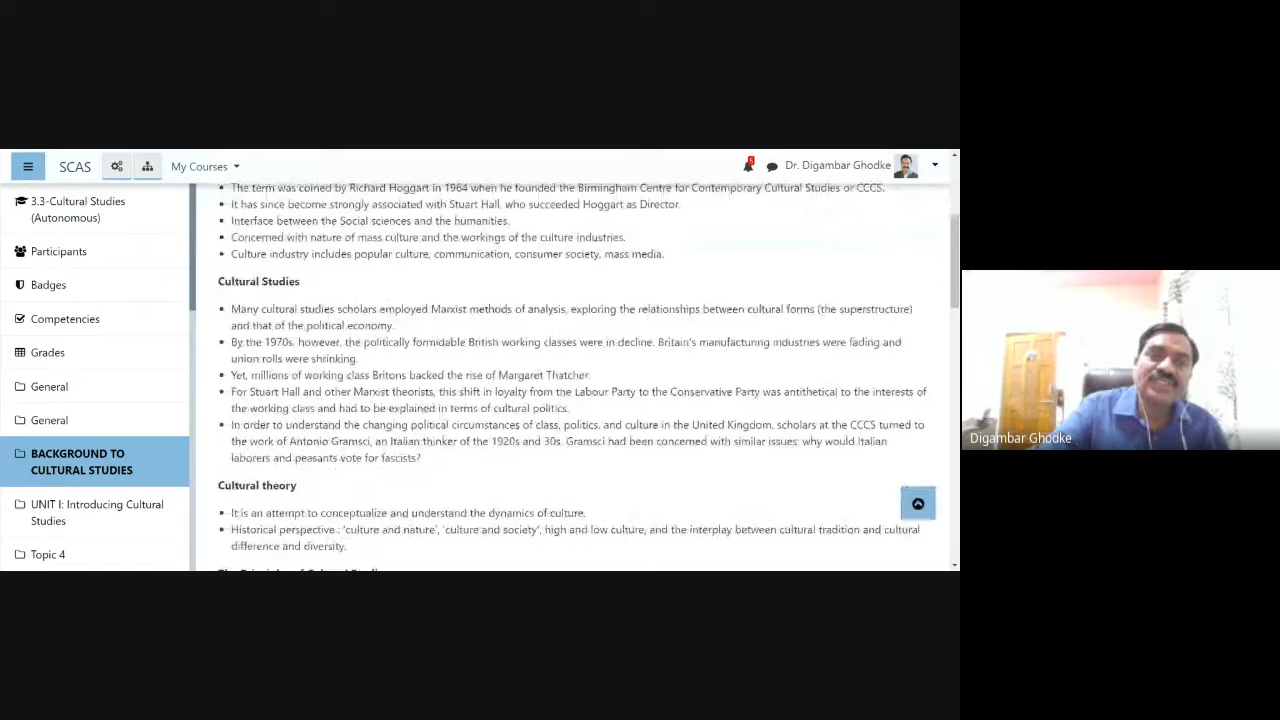 SCAS
My Courses
5
Dr. Digambar Ghodke
3.3-Cultural Studies
(Autonomous)
Participants
Badges
Competencies
Grades
General
General
BACKGROUND TO
CULTURAL STUDIES
UNIT I: Introducing Cultural
Studies
Topic 4
The term was coined by Richard Hoggart in 1964 when he founded the Birmingham Centre for Contemporary Cultural Studies or CCCS.
It has since become strongly associated with Stuart Hall, who succeeded Hoggart as Director.
Interface between the Social sciences and the humanities.
Concerned with nature of mass culture and the workings of the culture industries.
Culture industry includes popular culture, communication, consumer society, mass media.
Cultural Studies
Many cultural studies scholars employed Marxist methods of analysis, exploring the relationships between cultural forms (the superstructure)
and that of the political economy.
By the 1970s, however, the politically formidable British working classes were in decline. Britain's manufacturing industries were fading and
union rolls were shrinking.
Yet, millions of working class Britons backed the rise of Margaret Thatcher.
For Stuart Hall and other Marxist theorists, this shift in loyalty from the Labour Party to the Conservative Party was antithetical to the interests of
the working class and had to be explained in terms of cultural politics.
In order to understand the changing political circumstances of class, politics, and culture in the United Kingdom, scholars at the CCCS turned to
the work of Antonio Gramsci, an Italian thinker of the 1920s and 30s. Gramsci had been concerned with similar issues: why would Italian
laborers and peasants vote for fascists?
Cultural theory
It is an attempt to conceptualize and understand the dynamics of culture.
Historical perspective : 'culture and nature', 'culture and society', high and low culture, and the interplay between cultural tradition and cultural
difference and diversity.
The Principles of Cultural Studies
Digambar Ghodke